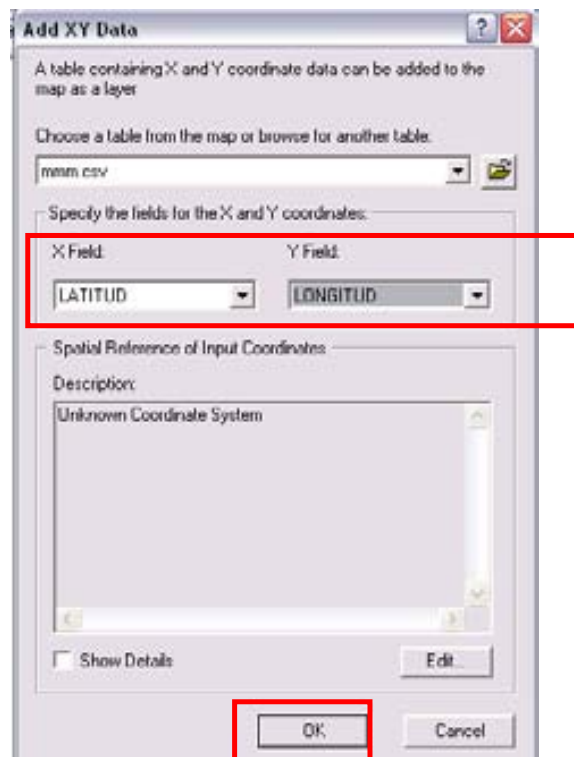 Add XY Data
A table containing X and Y coordinate data can be added to the
map as a layer
Choose a table from the map or browse for another table:
mmm.csv
Specify the fields for the X and Y coordinates:
X Field: Y Field:
LATITUD LONGITUD
Spatial Reference of Input Coordinates
Description:
Unknown Coordinate System
Show Details Edit...
OK Cancel